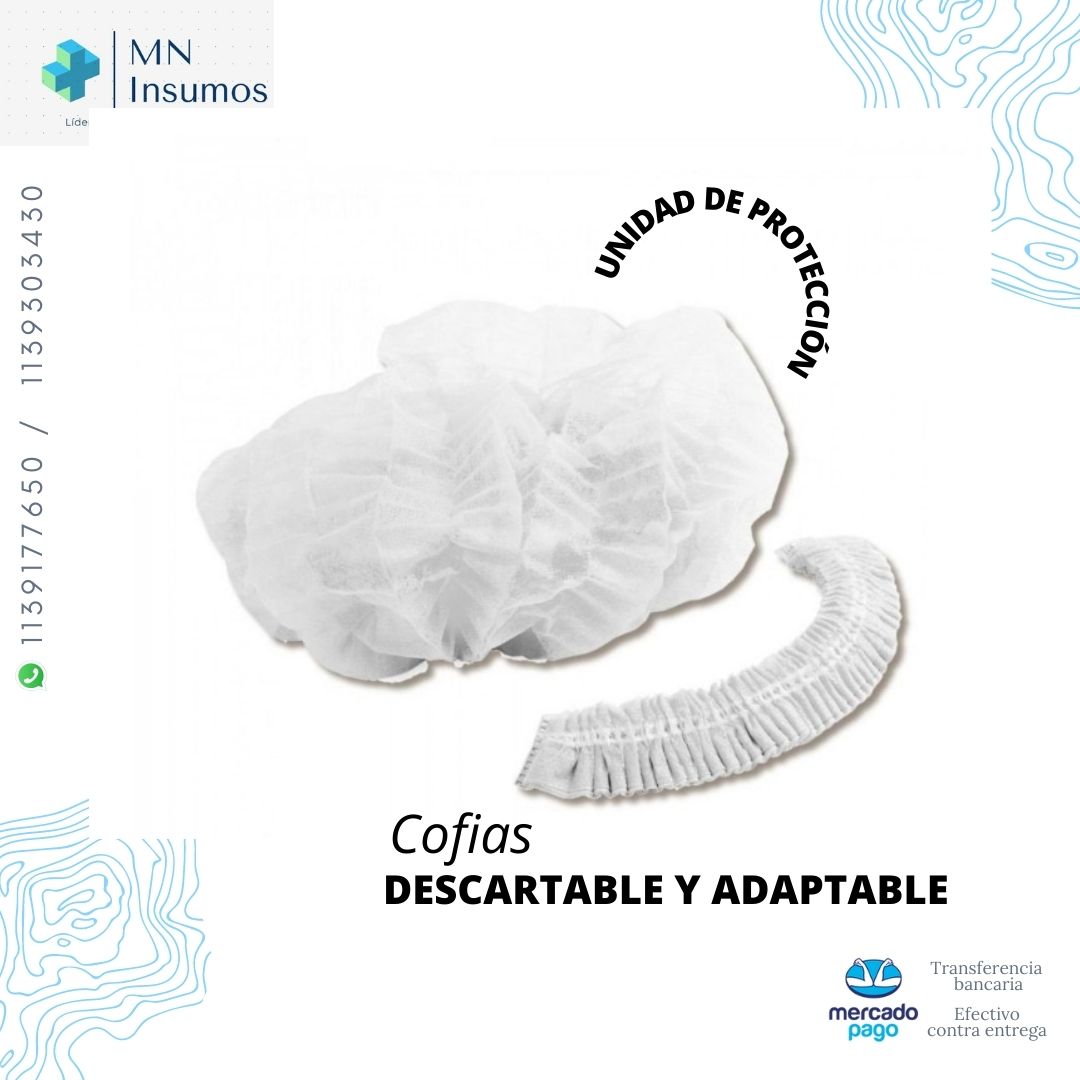 MN
Insumos
UNIDAD DE PROTECCIÓN
1139177650 / 1139303430
Cofias
DESCARTABLE Y ADAPTABLE
mercado
pago
Transferencia
bancaria
Efectivo
contra entrega